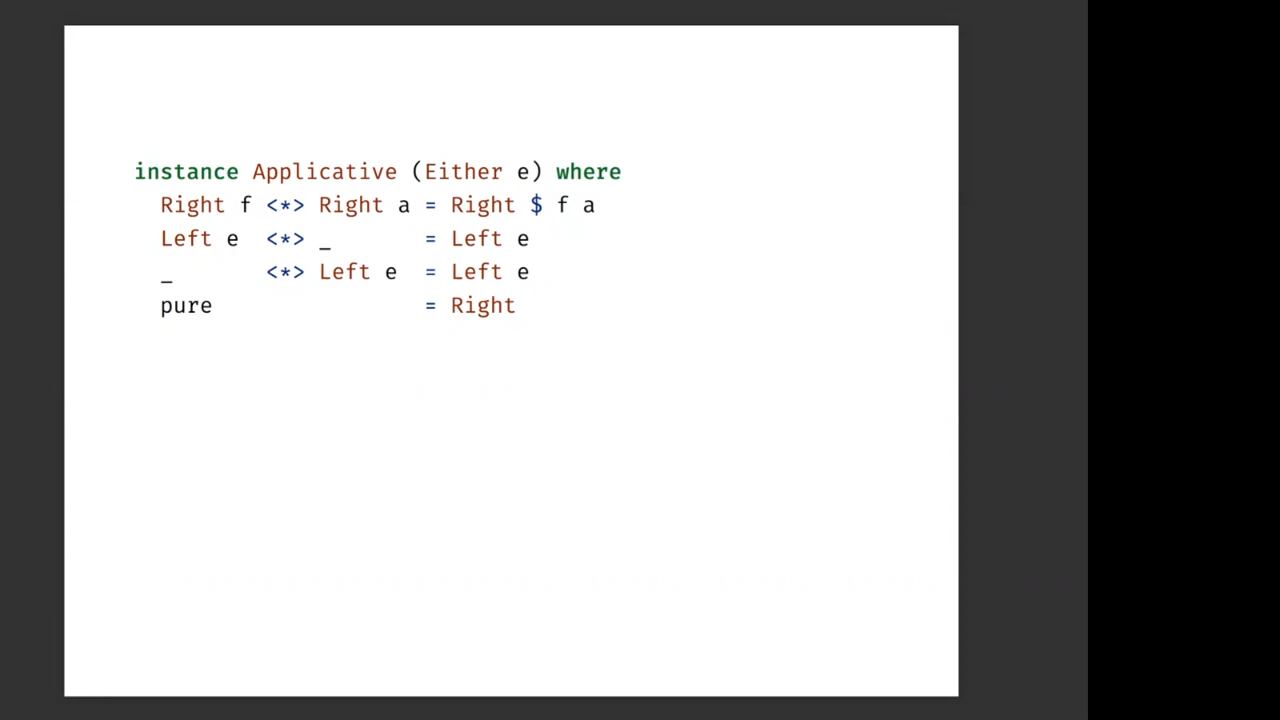 instance Applicative (Either e) where
  Right f <*> Right a = Right $ f a
  Left e  <*> _       = Left e
  _       <*> Left e  = Left e
  pure                = Right